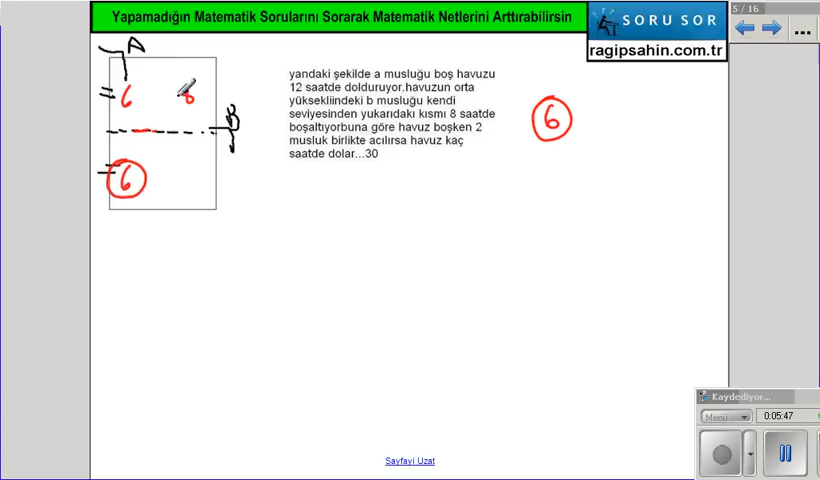 Yapamadığın Matematik Sorularını Sorarak Matematik Netlerini Arttırabilirsin
SORU SOR
ragipsahin.com.tr
5 / 16
...
A
6
8
B
6
yandaki şekilde a musluğu boş havuzu
12 saatde dolduruyor.havuzun orta
yüksekliindeki b musluğu kendi
seviyesinden yukarıdaki kısmı 8 saatde
boşaltıyorbuna göre havuz boşken 2
musluk birlikte acılırsa havuz kaç
saatde dolar...30
6
Kaydediyor...
Menü
0:05:47
Sayfayi Uzat